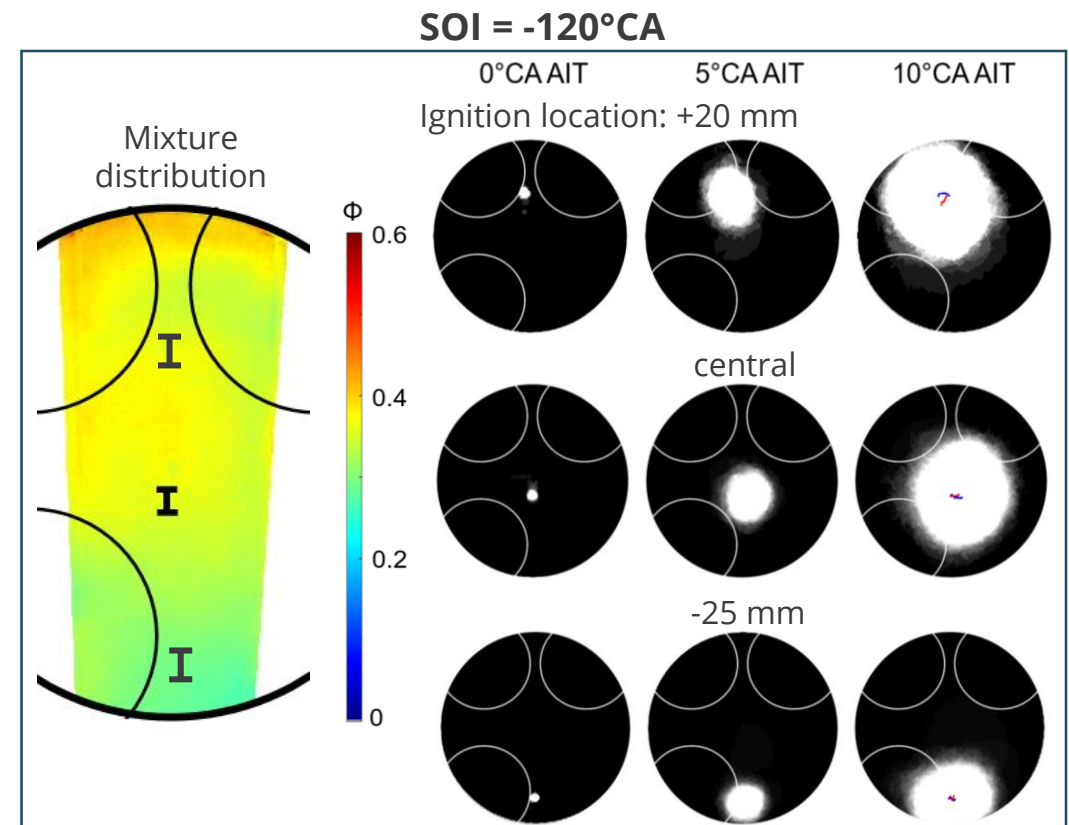 SOI = -120°CA
0°CA AIT
5°CA AIT
10°CA AIT
Ignition location: +20 mm
Mixture
distribution
Φ
0.6
0.4
0.2
0
central
-25 mm